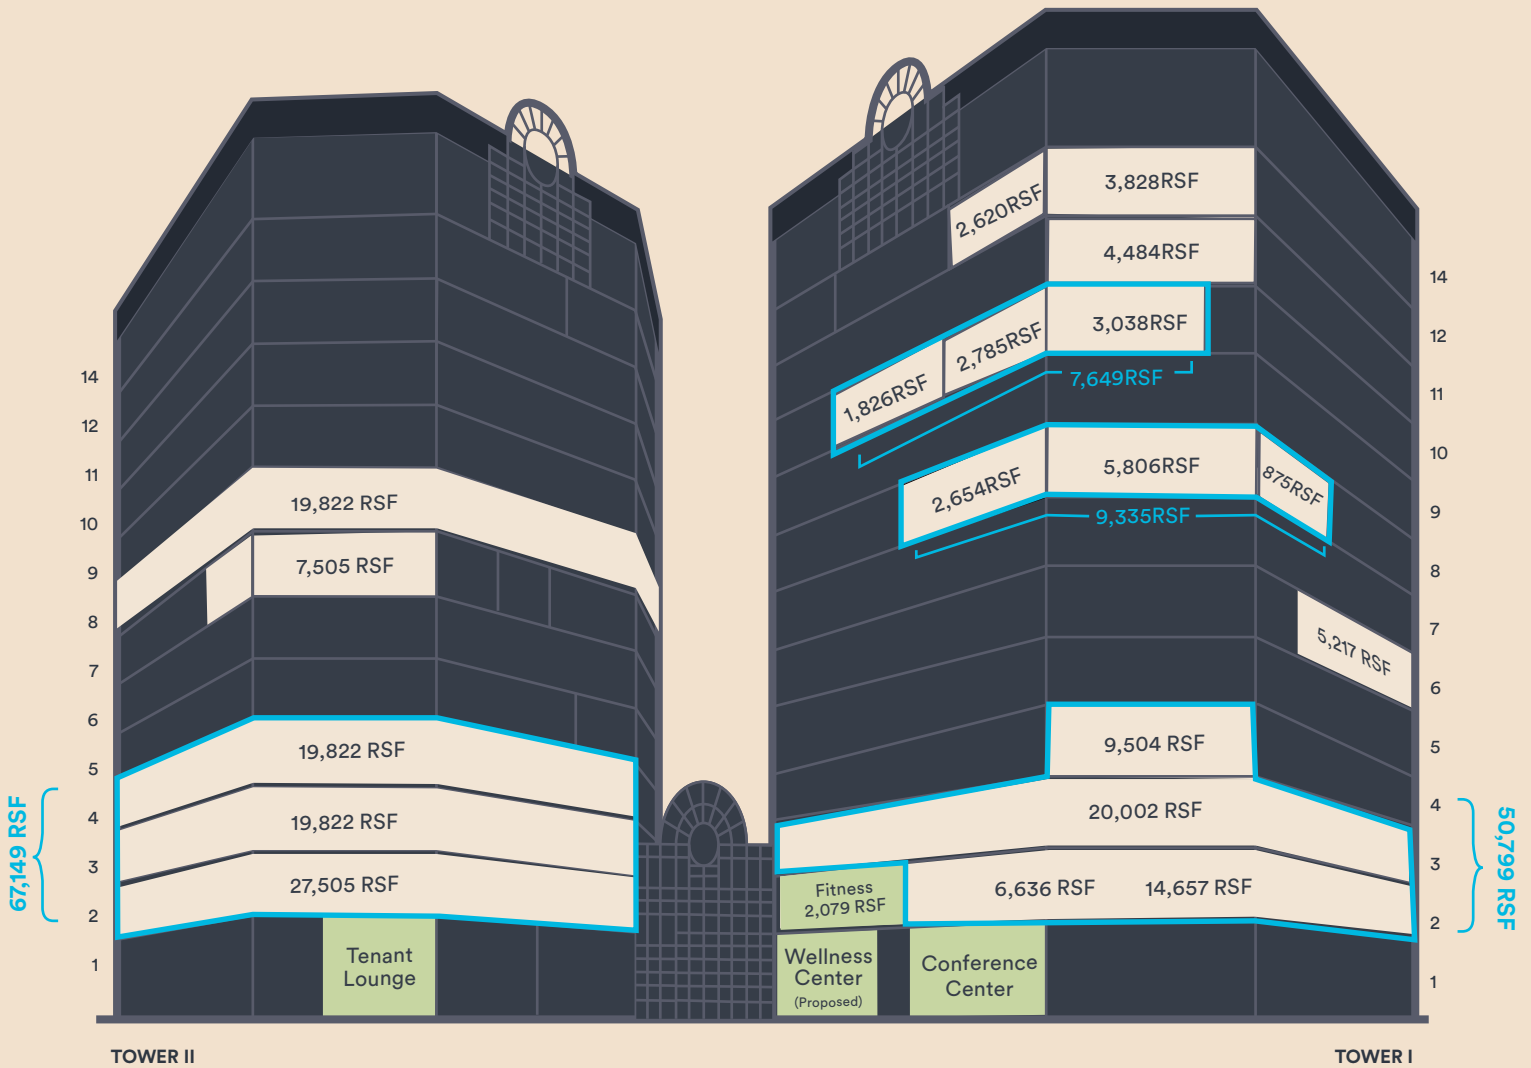 14
12
11
10
9
8
7
6
5
4
3
2
1
67,149 RSF
19,822 RSF
7,505 RSF
19,822 RSF
19,822 RSF
27,505 RSF
Tenant
Lounge
TOWER II
2,620RSF
3,828RSF
4,484RSF
1,826RSF
2,785RSF
3,038RSF
7,649RSF
2,654RSF
5,806RSF
875RSF
9,335RSF
5,217 RSF
9,504 RSF
20,002 RSF
Fitness
2,079 RSF
6,636 RSF
14,657 RSF
Wellness
Center
(Proposed)
Conference
Center
14
12
11
10
9
8
7
6
5
4
3
2
1
50,799 RSF
TOWER I